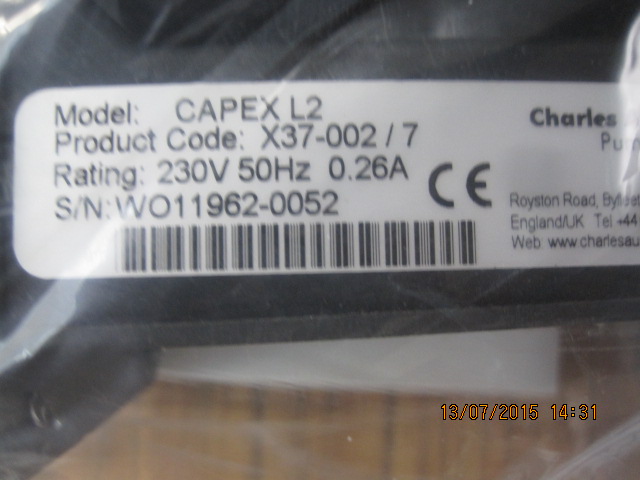 Model: CAPEX L2
Product Code: X37-002 / 7
Rating: 230V 50Hz 0.26A
S/N: WO11962-0052
CE
Charles
Royston Road,
England/UK Tel +44
Web: www.charlesau
13/07/2015 14:31